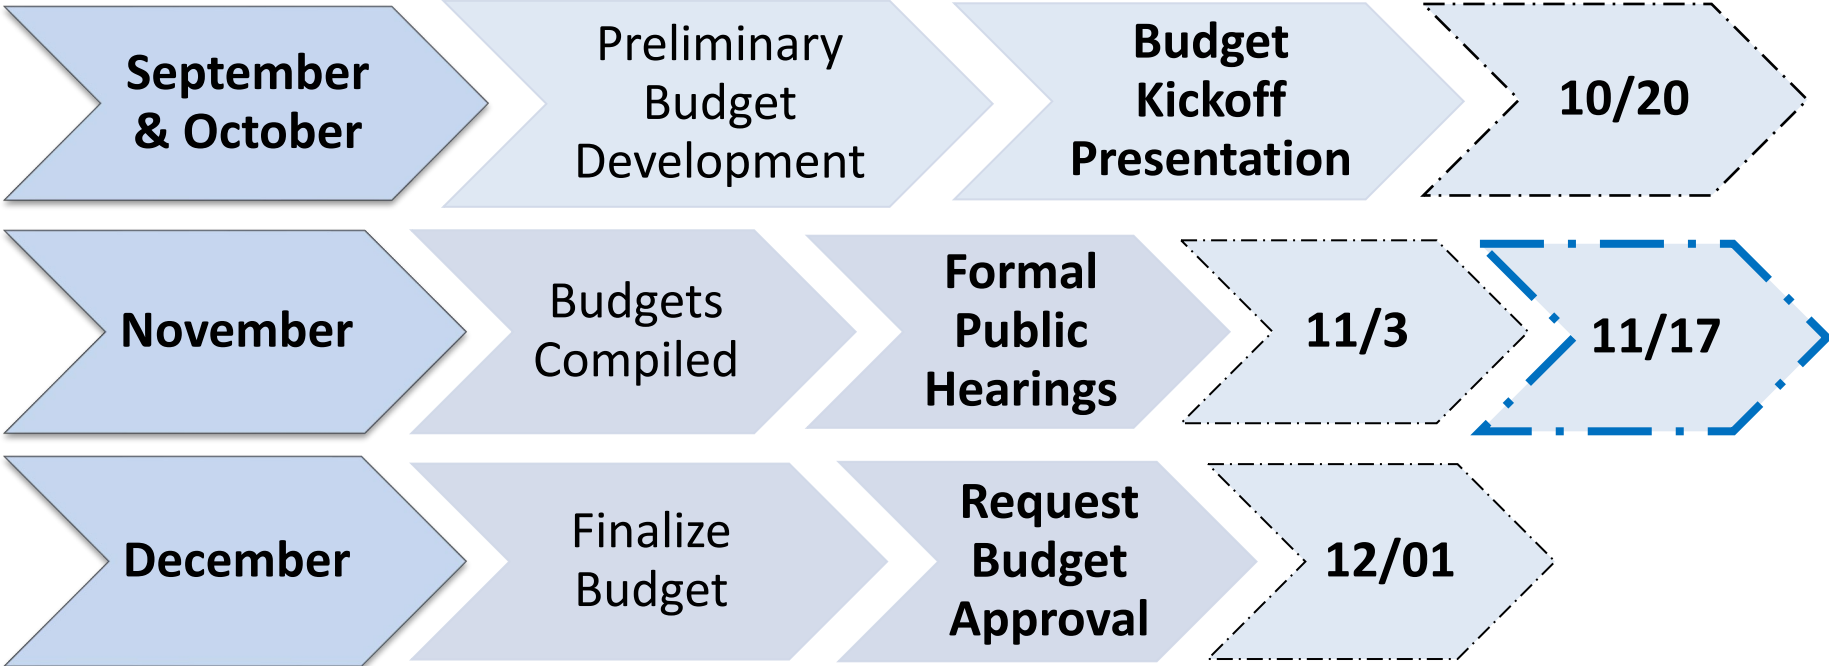 September
& October
Preliminary
Budget
Development
Budget
Kickoff
Presentation
10/20
November
Budgets
Compiled
Formal
Public
Hearings
11/3
11/17
December
Finalize
Budget
Request
Budget
Approval
12/01